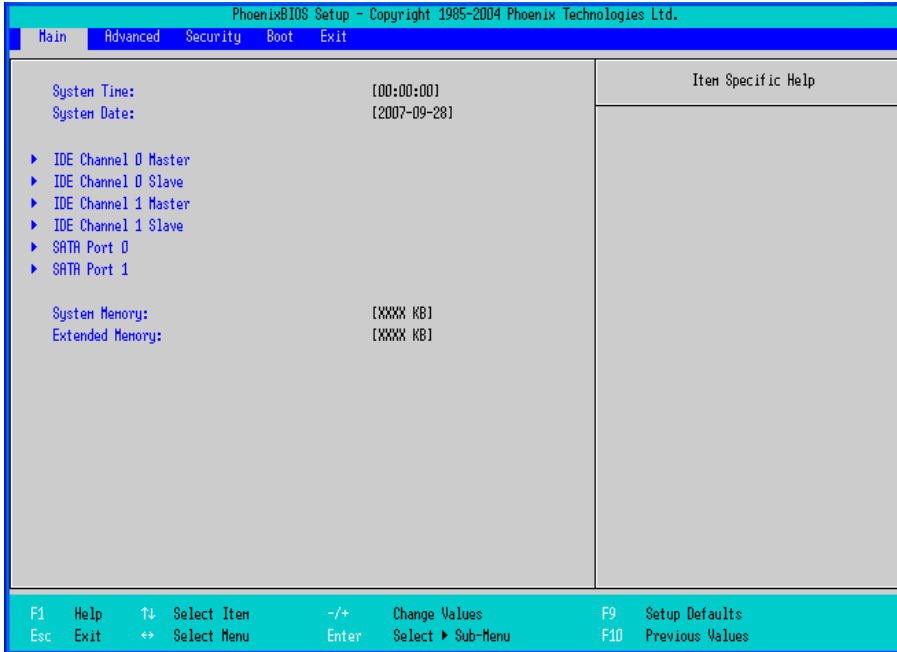 PhoenixBIOS Setup - Copyright 1985-2004 Phoenix Technologies Ltd.
Main Advanced Security Boot Exit
Item Specific Help
System Time: [00:00:00]
System Date: [2007-09-28]
IDE Channel 0 Master
IDE Channel 0 Slave
IDE Channel 1 Master
IDE Channel 1 Slave
SATA Port 0
SATA Port 1
System Memory: [XXXX KB]
Extended Memory: [XXXX KB]
F1 Help ↑↓ Select Item -/+ Change Values F9 Setup Defaults
Esc Exit ↔ Select Menu Enter Select ▶ Sub-Menu F10 Previous Values